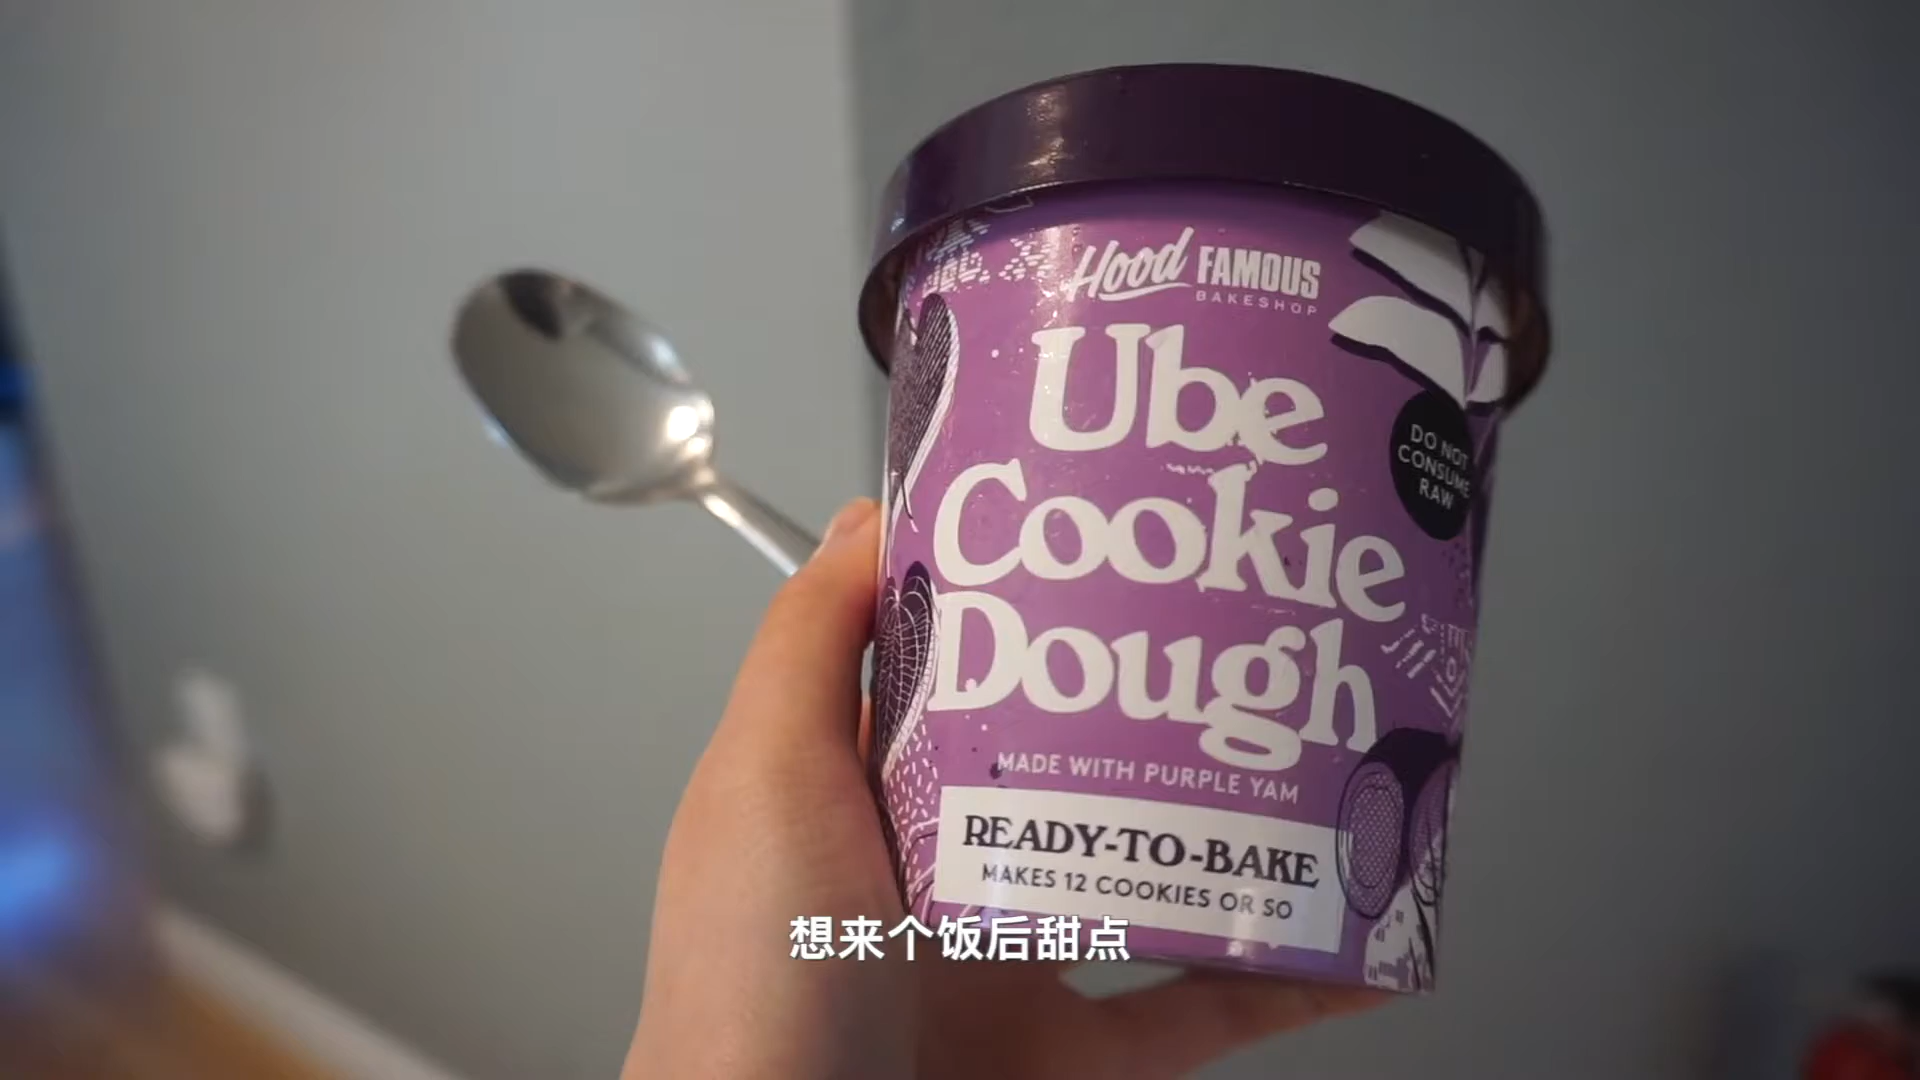 Hood FAMOUS
BAKESHOP
Ube
Cookie
Dough
DO NOT
CONSUME
RAW
MADE WITH PURPLE YAM
READY-TO-BAKE
MAKES 12 COOKIES OR SO
想来个饭后甜点